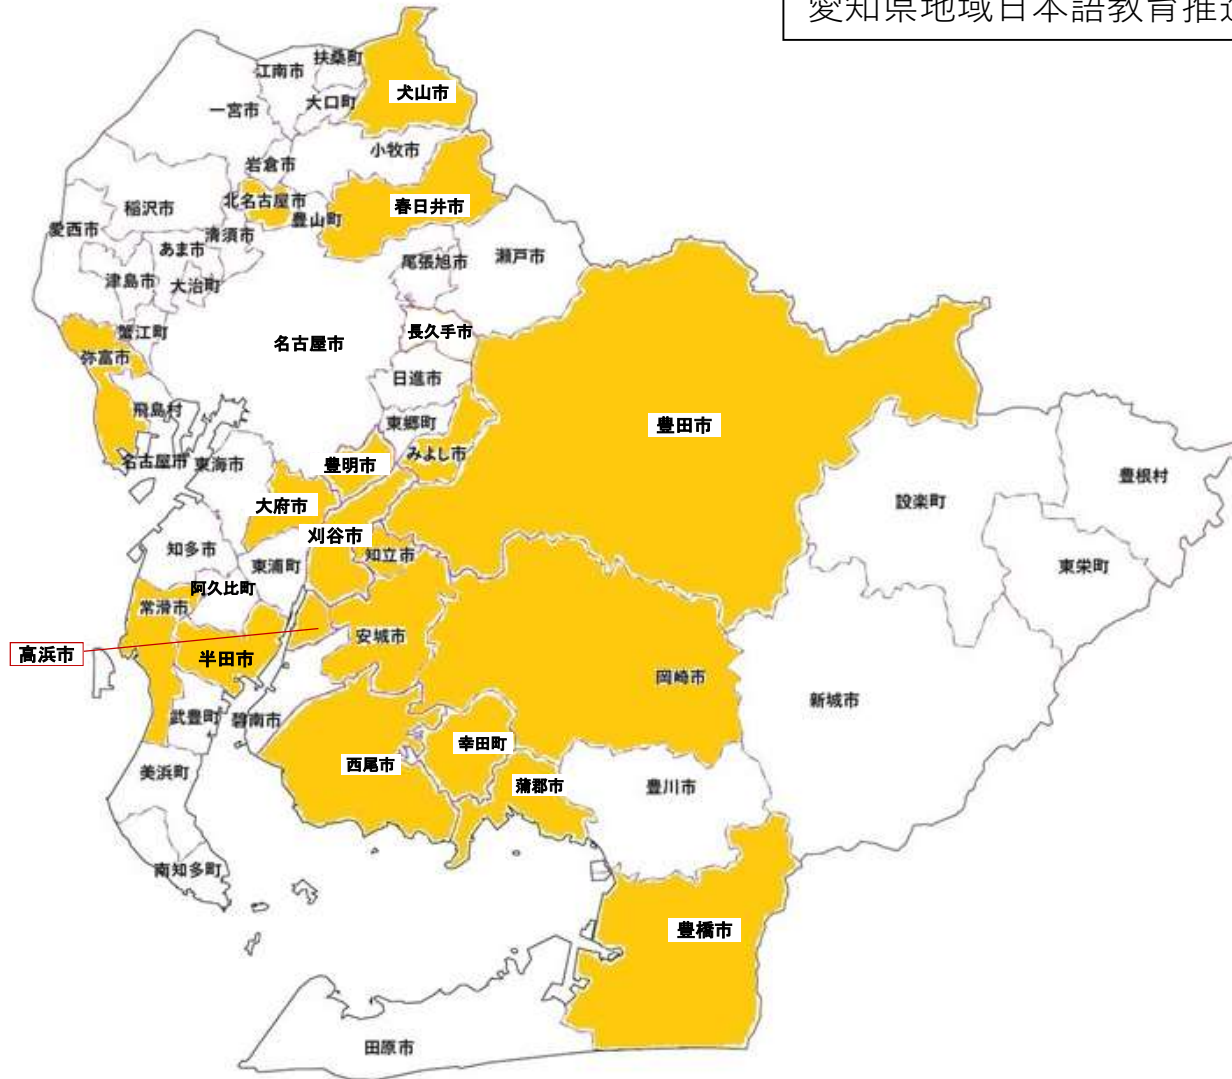 愛知県地域日本語教育推進
扶桑町
江南市
犬山市
一宮市
大口町
小牧市
岩倉市
北名古屋市
春日井市
稲沢市
豊山町
愛西市
清須市
あま市
尾張旭市
瀬戸市
津島市
大治町
蟹江町
長久手市
名古屋市
弥富市
日進市
飛島村
東郷町
豊田市
みよし市
名古屋市
東海市
豊明市
豊根村
大府市
設楽町
刈谷市
知多市
知立市
東浦町
東栄町
阿久比町
常滑市
安城市
高浜市
半田市
岡崎市
新城市
武豊町
碧南市
幸田町
西尾市
美浜町
蒲郡市
豊川市
南知多町
豊橋市
田原市